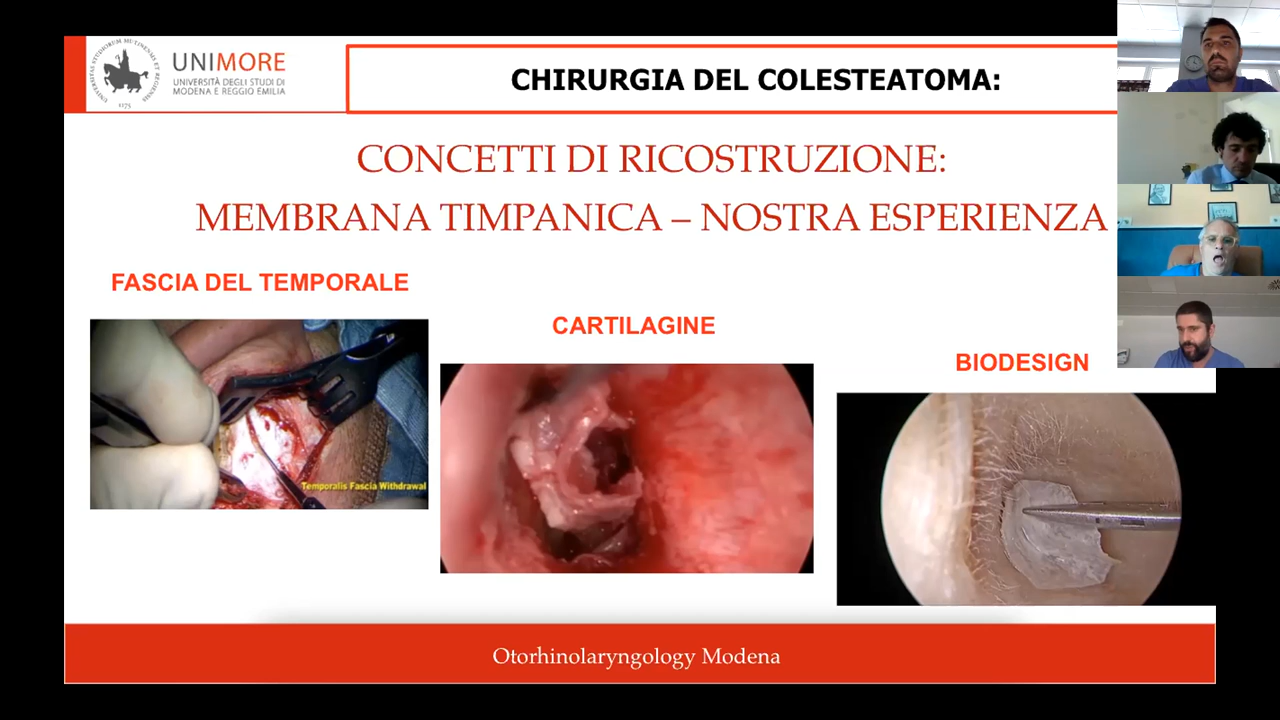 UNIMORE
UNIVERSITÀ DEGLI STUDI DI
MODENA E REGGIO EMILIA
1175
CHIRURGIA DEL COLESTEATOMA:
CONCETTI DI RICOSTRUZIONE:
MEMBRANA TIMPANICA – NOSTRA ESPERIENZA
FASCIA DEL TEMPORALE
CARTILAGINE
BIODESIGN
Temporalis Fascia Withdrawal
Otorhinolaryngology Modena